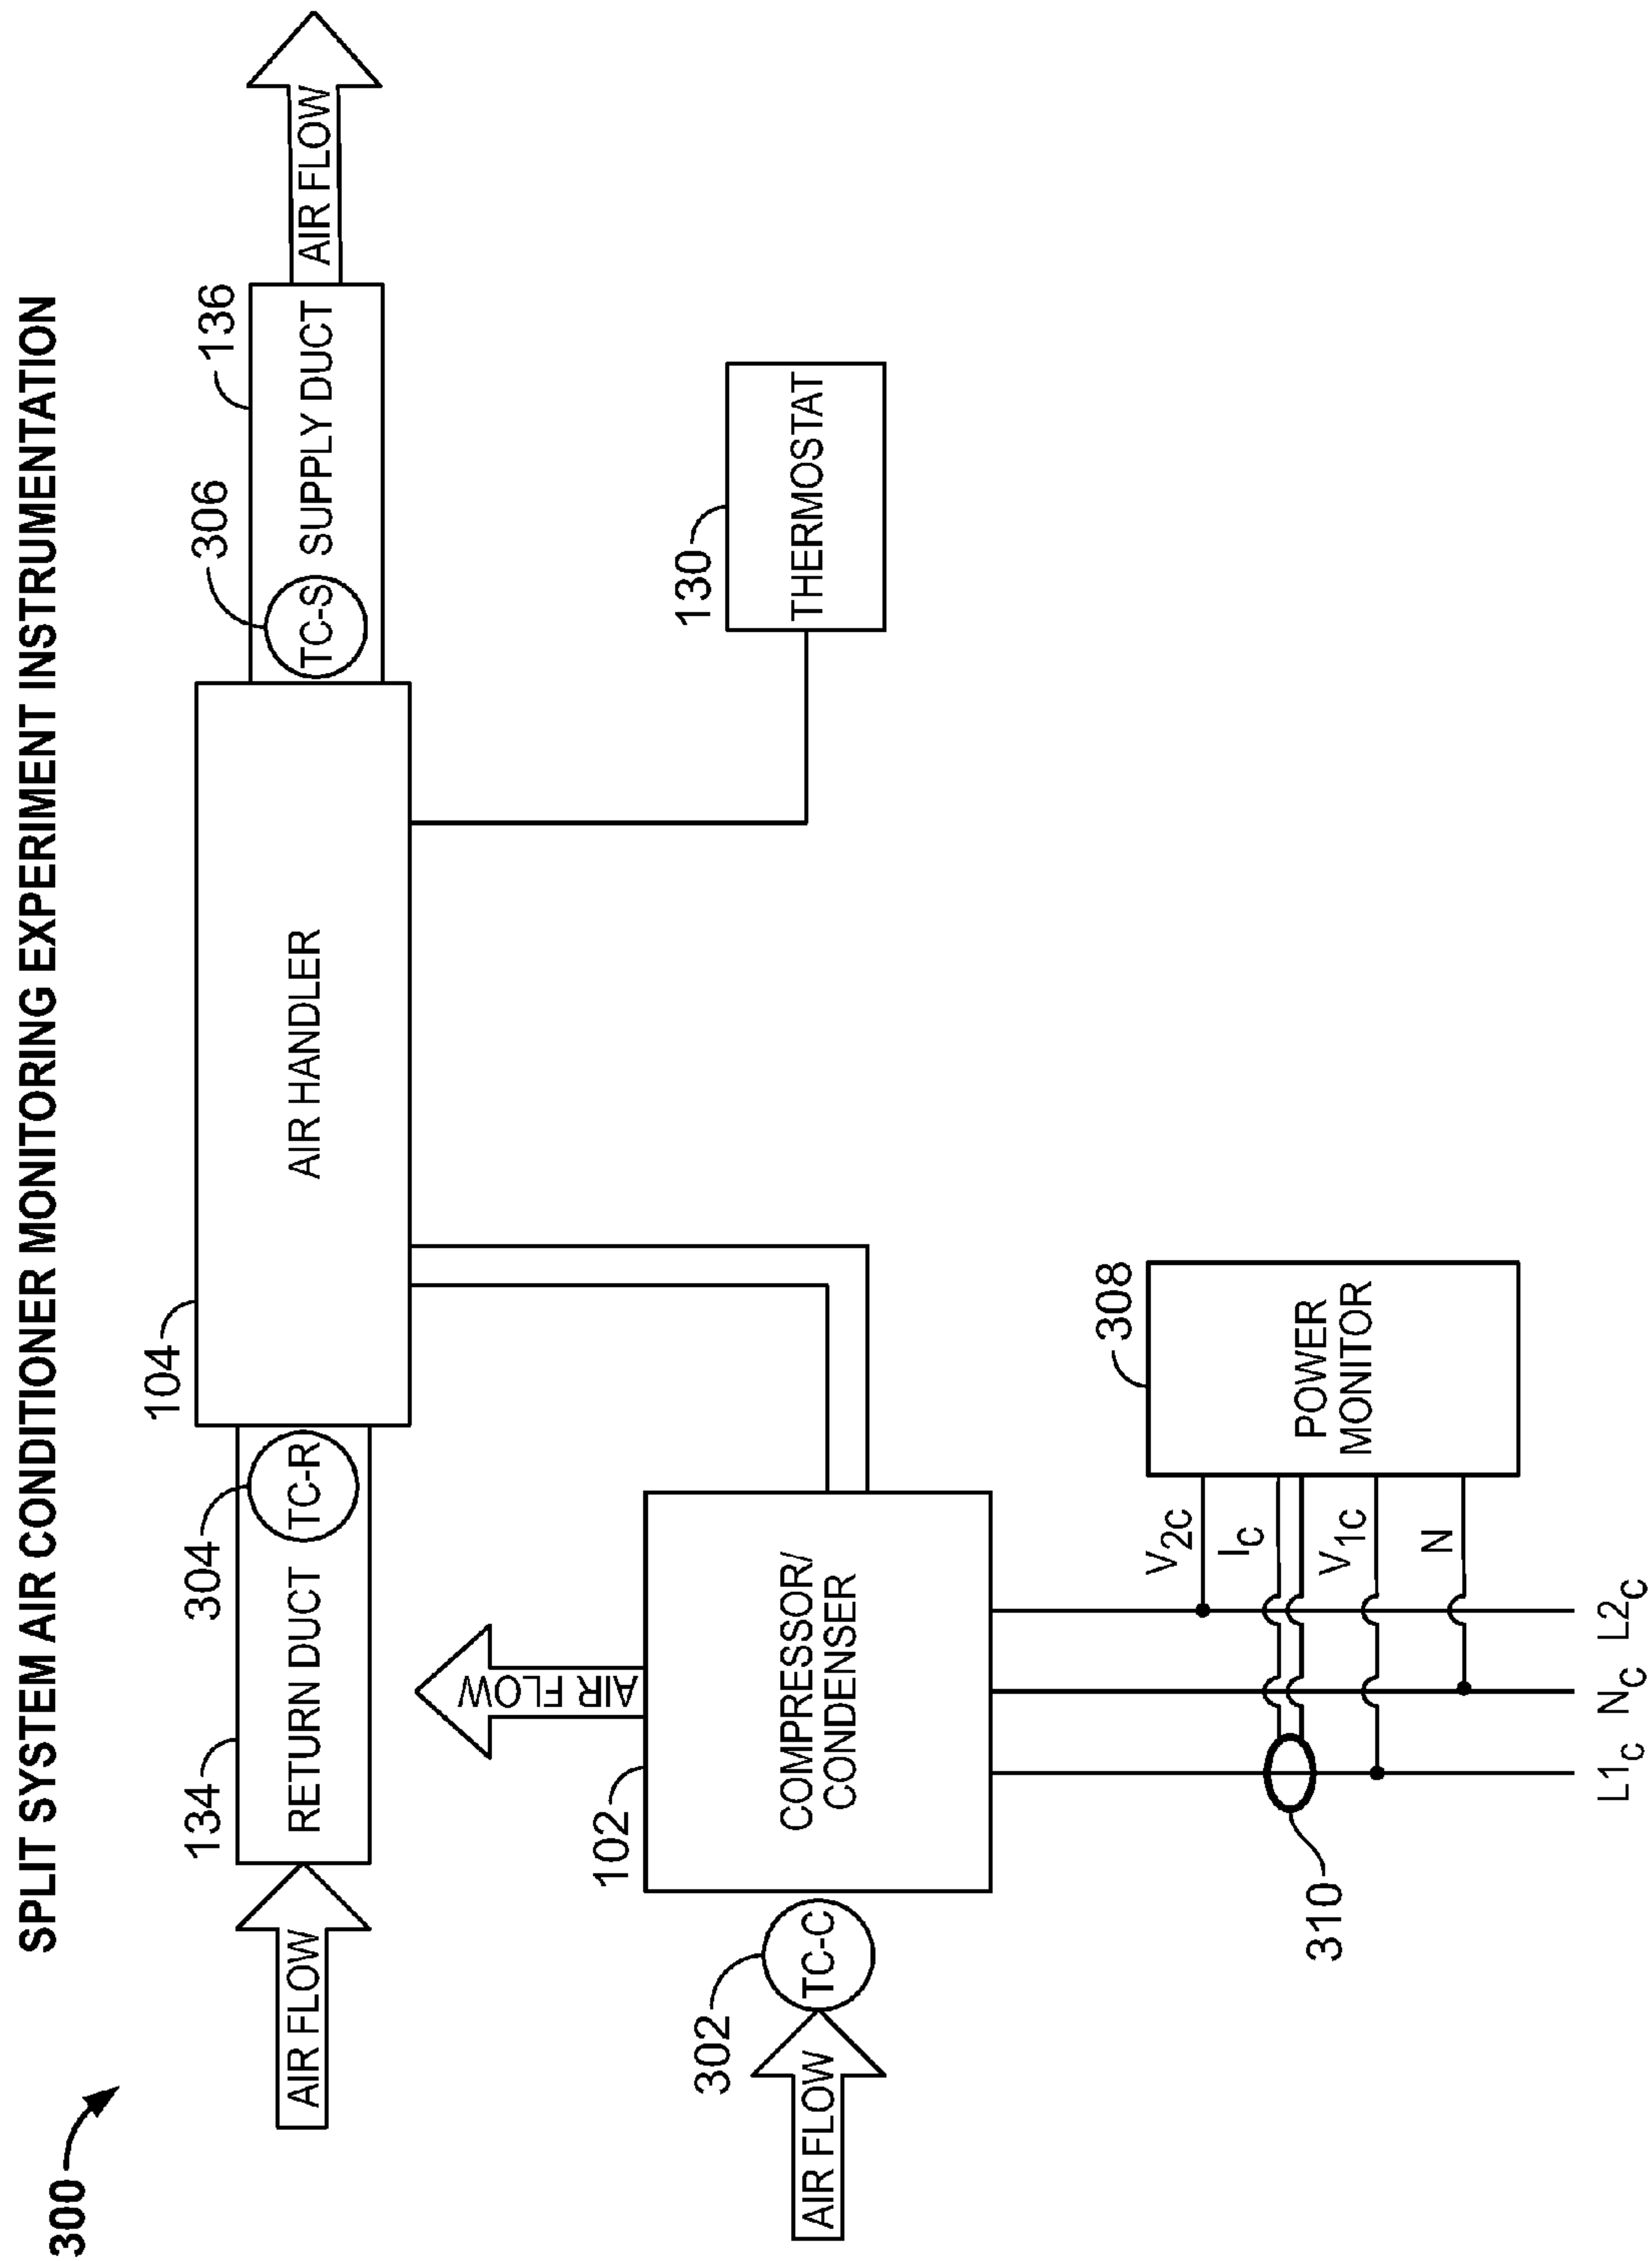 SPLIT SYSTEM AIR CONDITIONER MONITORING EXPERIMENT INSTRUMENTATION
300
AIR FLOW
134
RETURN DUCT
304
TC-R
104
AIR HANDLER
306
TC-S
136
SUPPLY DUCT
AIR FLOW
AIR FLOW
302
TC-C
AIR FLOW
102
COMPRESSOR/
CONDENSER
130
THERMOSTAT
308
POWER
MONITOR
V2C
IC
V1C
N
310
L1C NC L2C